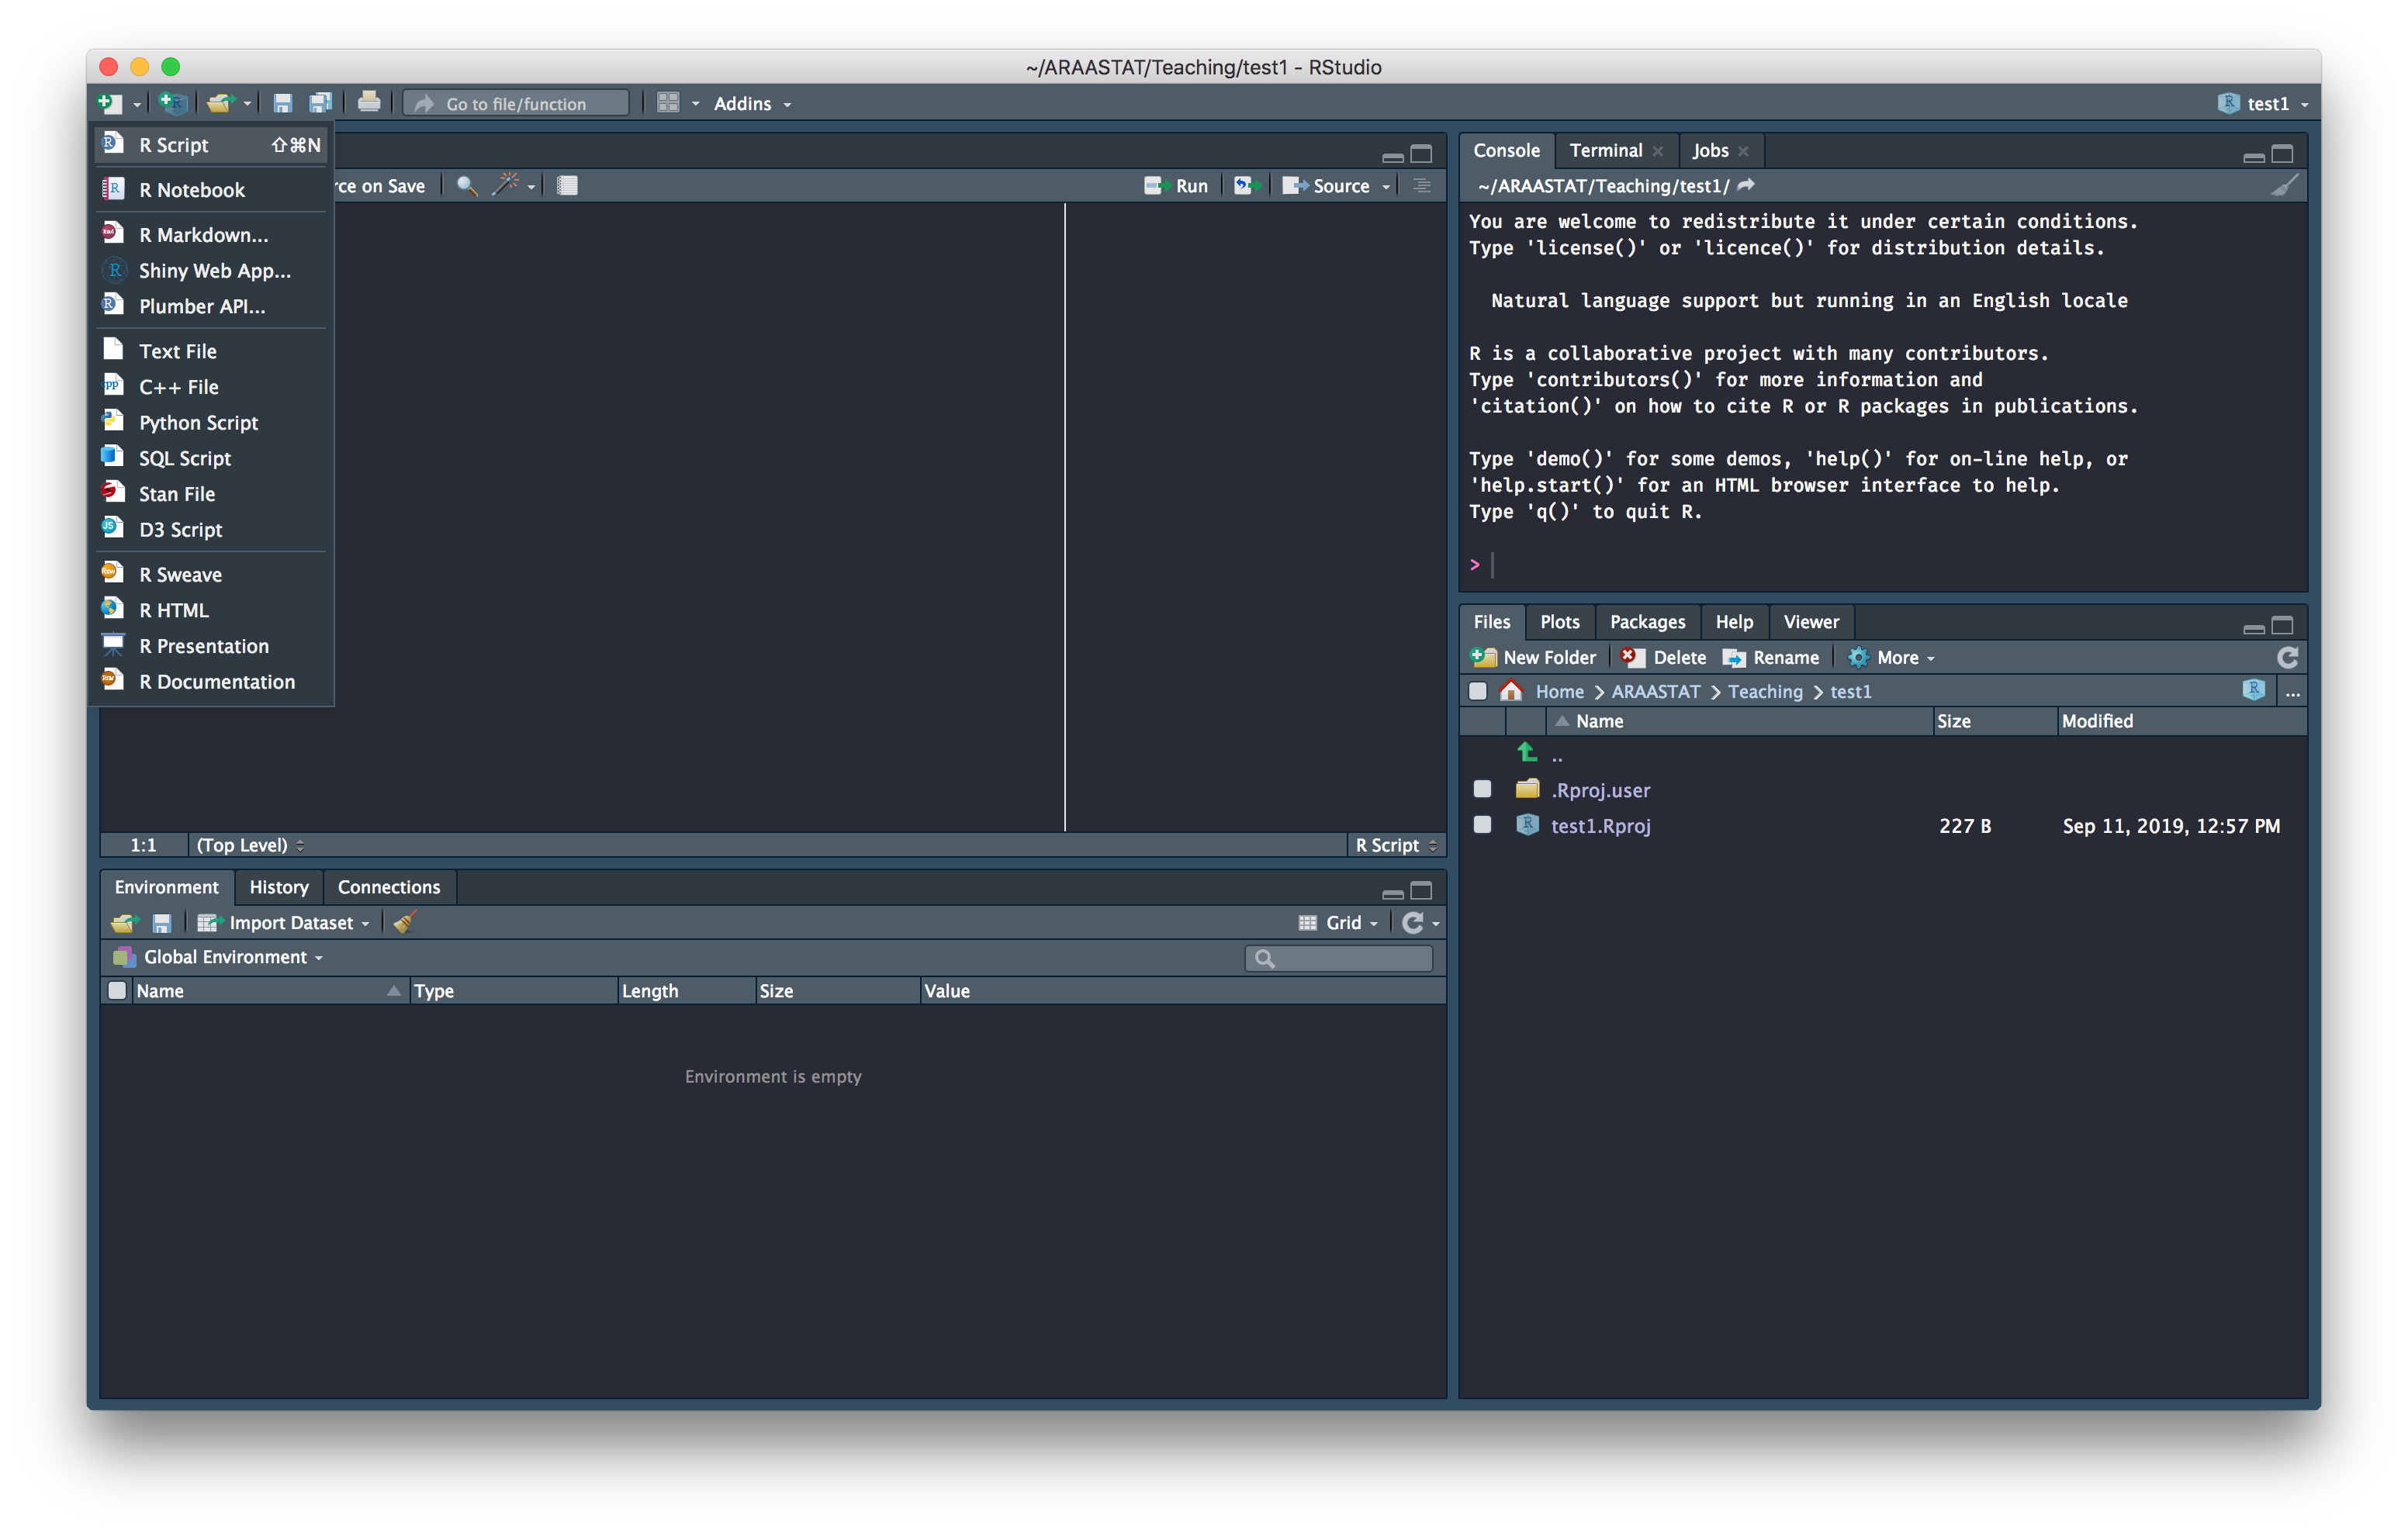 ~/ARAASTAT/Teaching/test1 - RStudio
Go to file/function
Addins
test1
R Script ⇧⌘N
R Notebook
R Markdown...
Shiny Web App...
Plumber API...
Text File
C++ File
Python Script
SQL Script
Stan File
D3 Script
R Sweave
R HTML
R Presentation
R Documentation
rce on Save
Run
Source
1:1 (Top Level) R Script
Environment History Connections
Import Dataset
Grid
Global Environment
Name Type Length Size Value
Environment is empty
Console Terminal Jobs
~/ARAASTAT/Teaching/test1/
You are welcome to redistribute it under certain conditions.
Type 'license()' or 'licence()' for distribution details.
Natural language support but running in an English locale
R is a collaborative project with many contributors.
Type 'contributors()' for more information and
'citation()' on how to cite R or R packages in publications.
Type 'demo()' for some demos, 'help()' for on-line help, or
'help.start()' for an HTML browser interface to help.
Type 'q()' to quit R.
>
Files Plots Packages Help Viewer
New Folder Delete Rename More
Home ARAASTAT Teaching test1 ...
Name Size Modified
..
.Rproj.user
test1.Rproj 227 B Sep 11, 2019, 12:57 PM